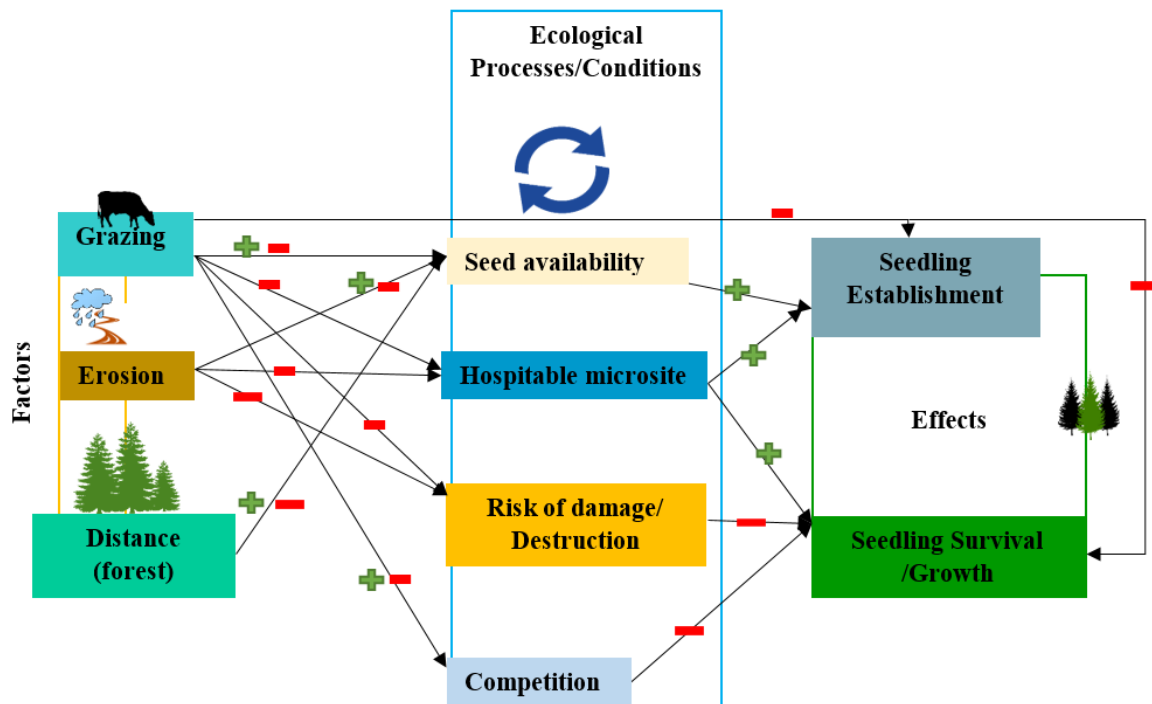 Ecological
Processes/Conditions
Factors
Grazing
Erosion
Distance
(forest)
Seed availability
Hospitable microsite
Risk of damage/
Destruction
Competition
Seedling
Establishment
Effects
Seedling Survival
/Growth